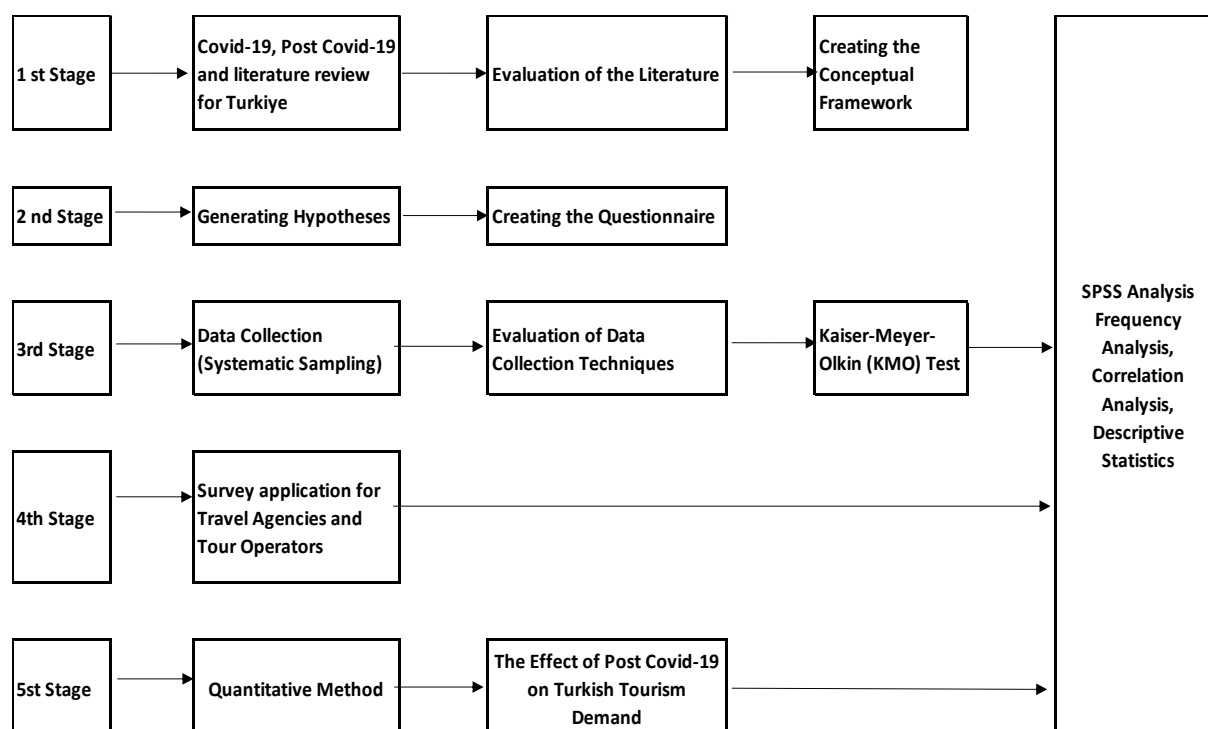 1 st Stage
Covid-19, Post Covid-19
and literature review
for Turkiye
Evaluation of the Literature
Creating the
Conceptual
Framework
2 nd Stage
Generating Hypotheses
Creating the Questionnaire
3rd Stage
Data Collection
(Systematic Sampling)
Evaluation of Data
Collection Techniques
Kaiser-Meyer-
Olkin (KMO) Test
4th Stage
Survey application for
Travel Agencies and
Tour Operators
5st Stage
Quantitative Method
The Effect of Post Covid-19
on Turkish Tourism
Demand
SPSS Analysis
Frequency
Analysis,
Correlation
Analysis,
Descriptive
Statistics